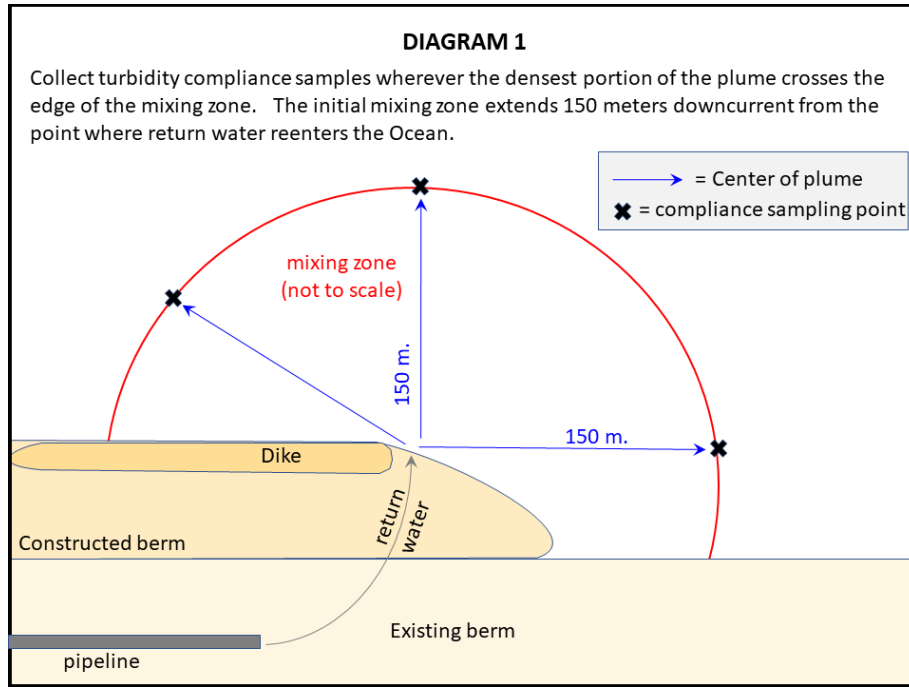 DIAGRAM 1
Collect turbidity compliance samples wherever the densest portion of the plume crosses the
edge of the mixing zone.   The initial mixing zone extends 150 meters downcurrent from the
point where return water reenters the Ocean.
= Center of plume
= compliance sampling point
mixing zone
(not to scale)
150 m.
150 m.
Dike
return
water
Constructed berm
Existing berm
pipeline